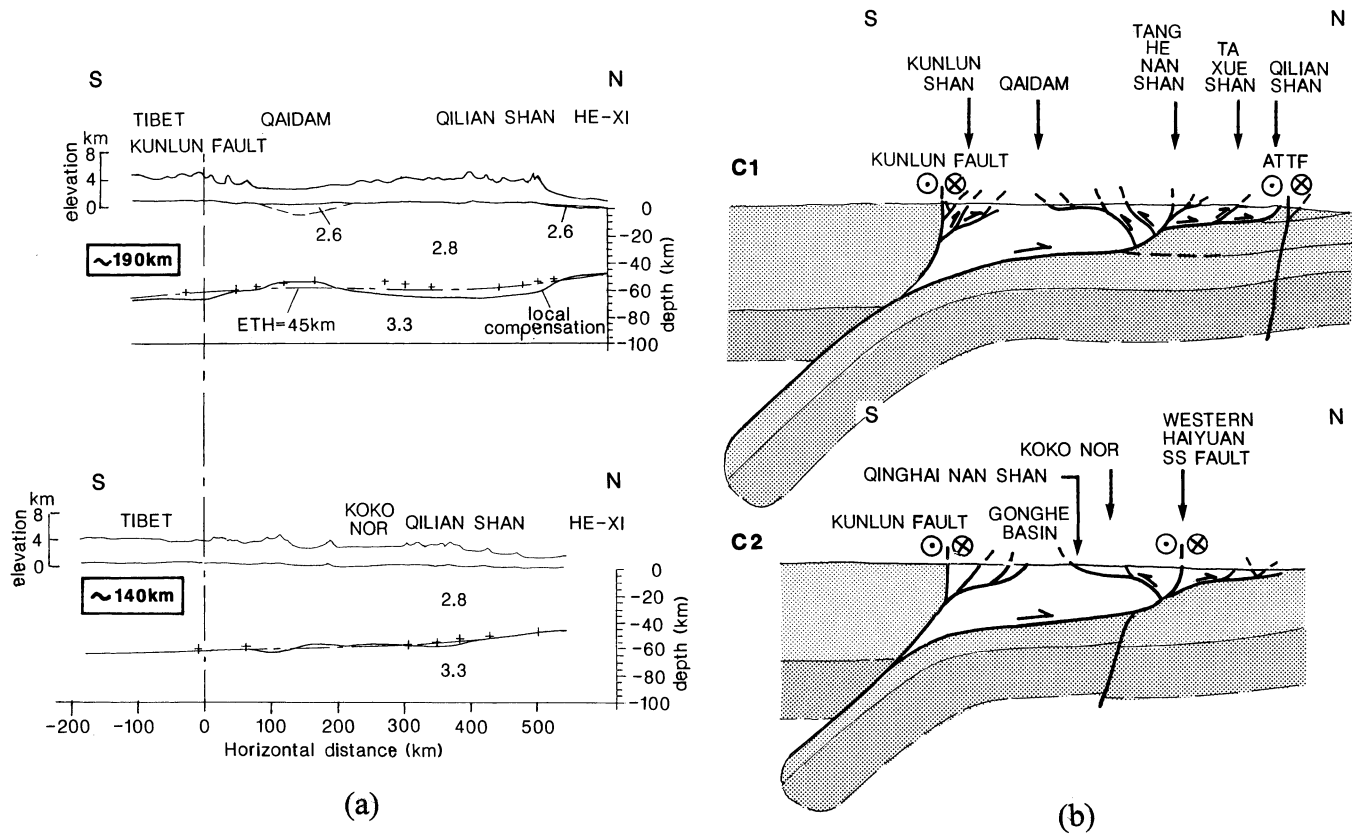 S
N
TIBET
QAIDAM
QILIAN SHAN
HE-XI
KUNLUN FAULT
elevation
km
8
4
0
2.6
2.8
2.6
~190km
ETH=45km
3.3
local
compensation
0
-20
-40
-60
-80
-100
depth (km)
S
N
TIBET
KOKO
NOR
QILIAN SHAN
HE-XI
elevation
km
8
4
0
~140km
2.8
3.3
0
-20
-40
-60
-80
-100
depth (km)
-200 -100 0 100 200 300 400 500
Horizontal distance (km)
(a)
S
N
KUNLUN
SHAN
QAIDAM
TANG
HE
NAN
SHAN
TA
XUE
SHAN
QILIAN
SHAN
C1
KUNLUN FAULT
ATTF
S
N
QINGHAI NAN SHAN
KOKO NOR
WESTERN
HAIYUAN
SS FAULT
C2
KUNLUN FAULT
GONGHE
BASIN
(b)